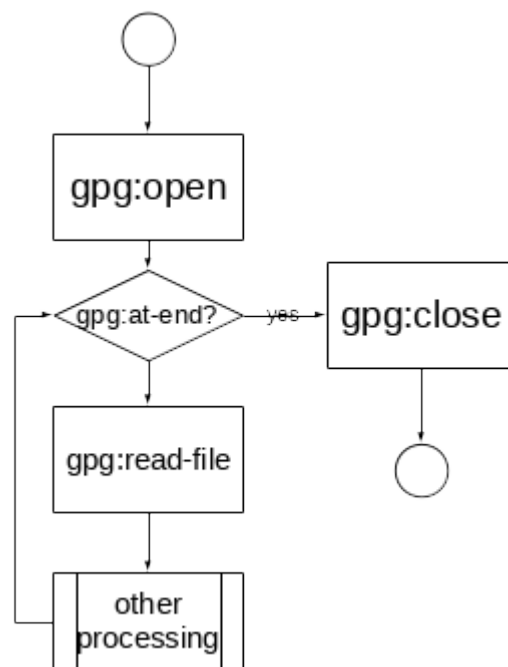 gpg:open
gpg:at-end?
yes
gpg:close
gpg:read-file
other
processing